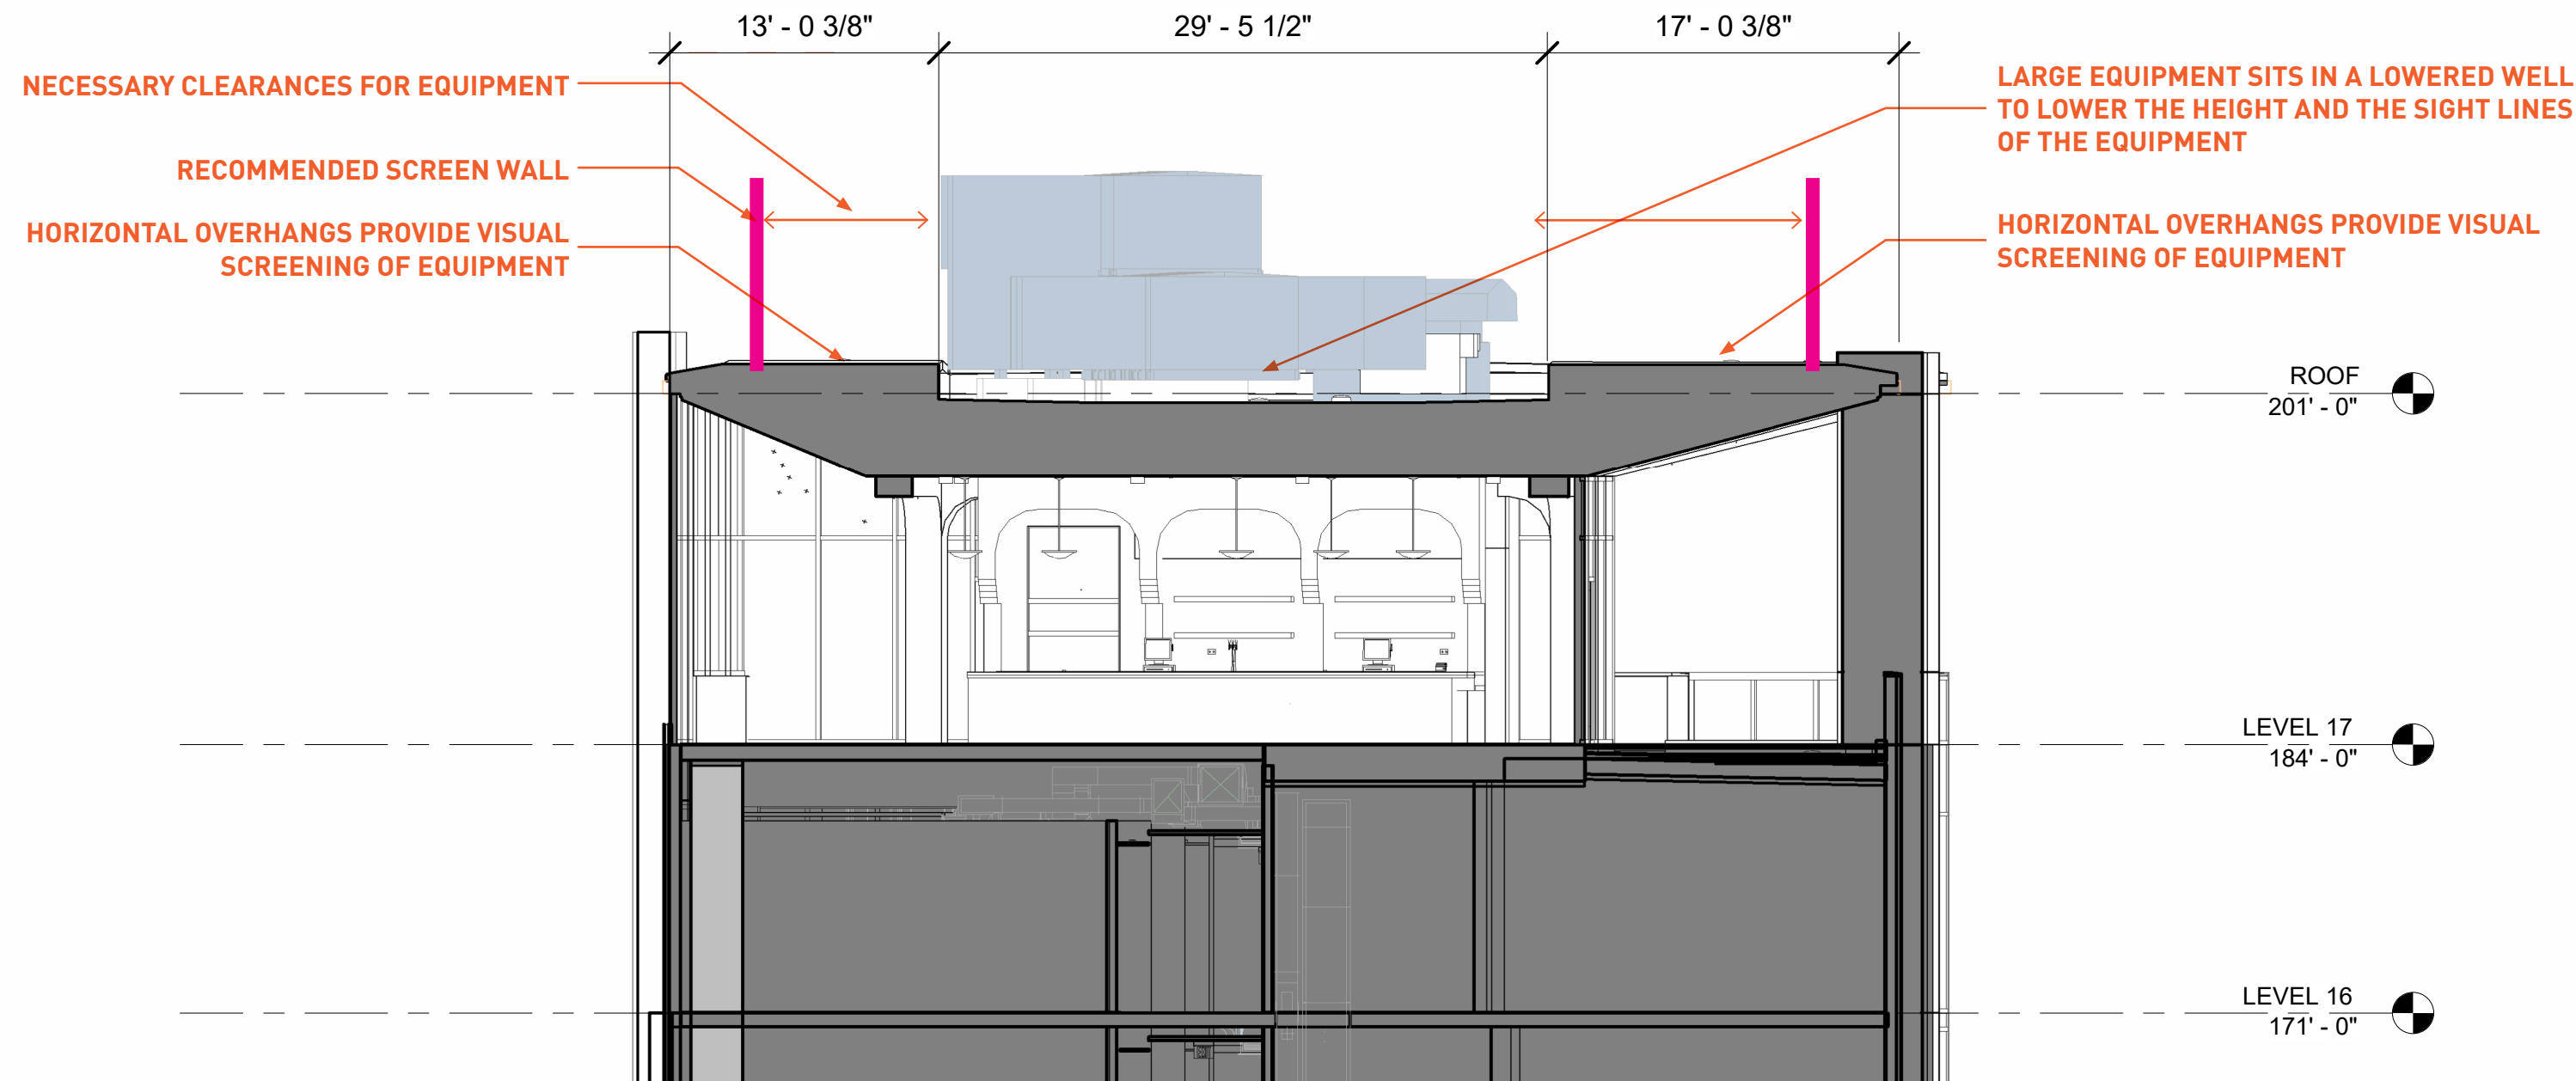 13' - 0 3/8"
29' - 5 1/2"
17' - 0 3/8"
NECESSARY CLEARANCES FOR EQUIPMENT
RECOMMENDED SCREEN WALL
HORIZONTAL OVERHANGS PROVIDE VISUAL
SCREENING OF EQUIPMENT
LARGE EQUIPMENT SITS IN A LOWERED WELL
TO LOWER THE HEIGHT AND THE SIGHT LINES
OF THE EQUIPMENT
HORIZONTAL OVERHANGS PROVIDE VISUAL
SCREENING OF EQUIPMENT
ROOF
201' - 0"
LEVEL 17
184' - 0"
LEVEL 16
171' - 0"